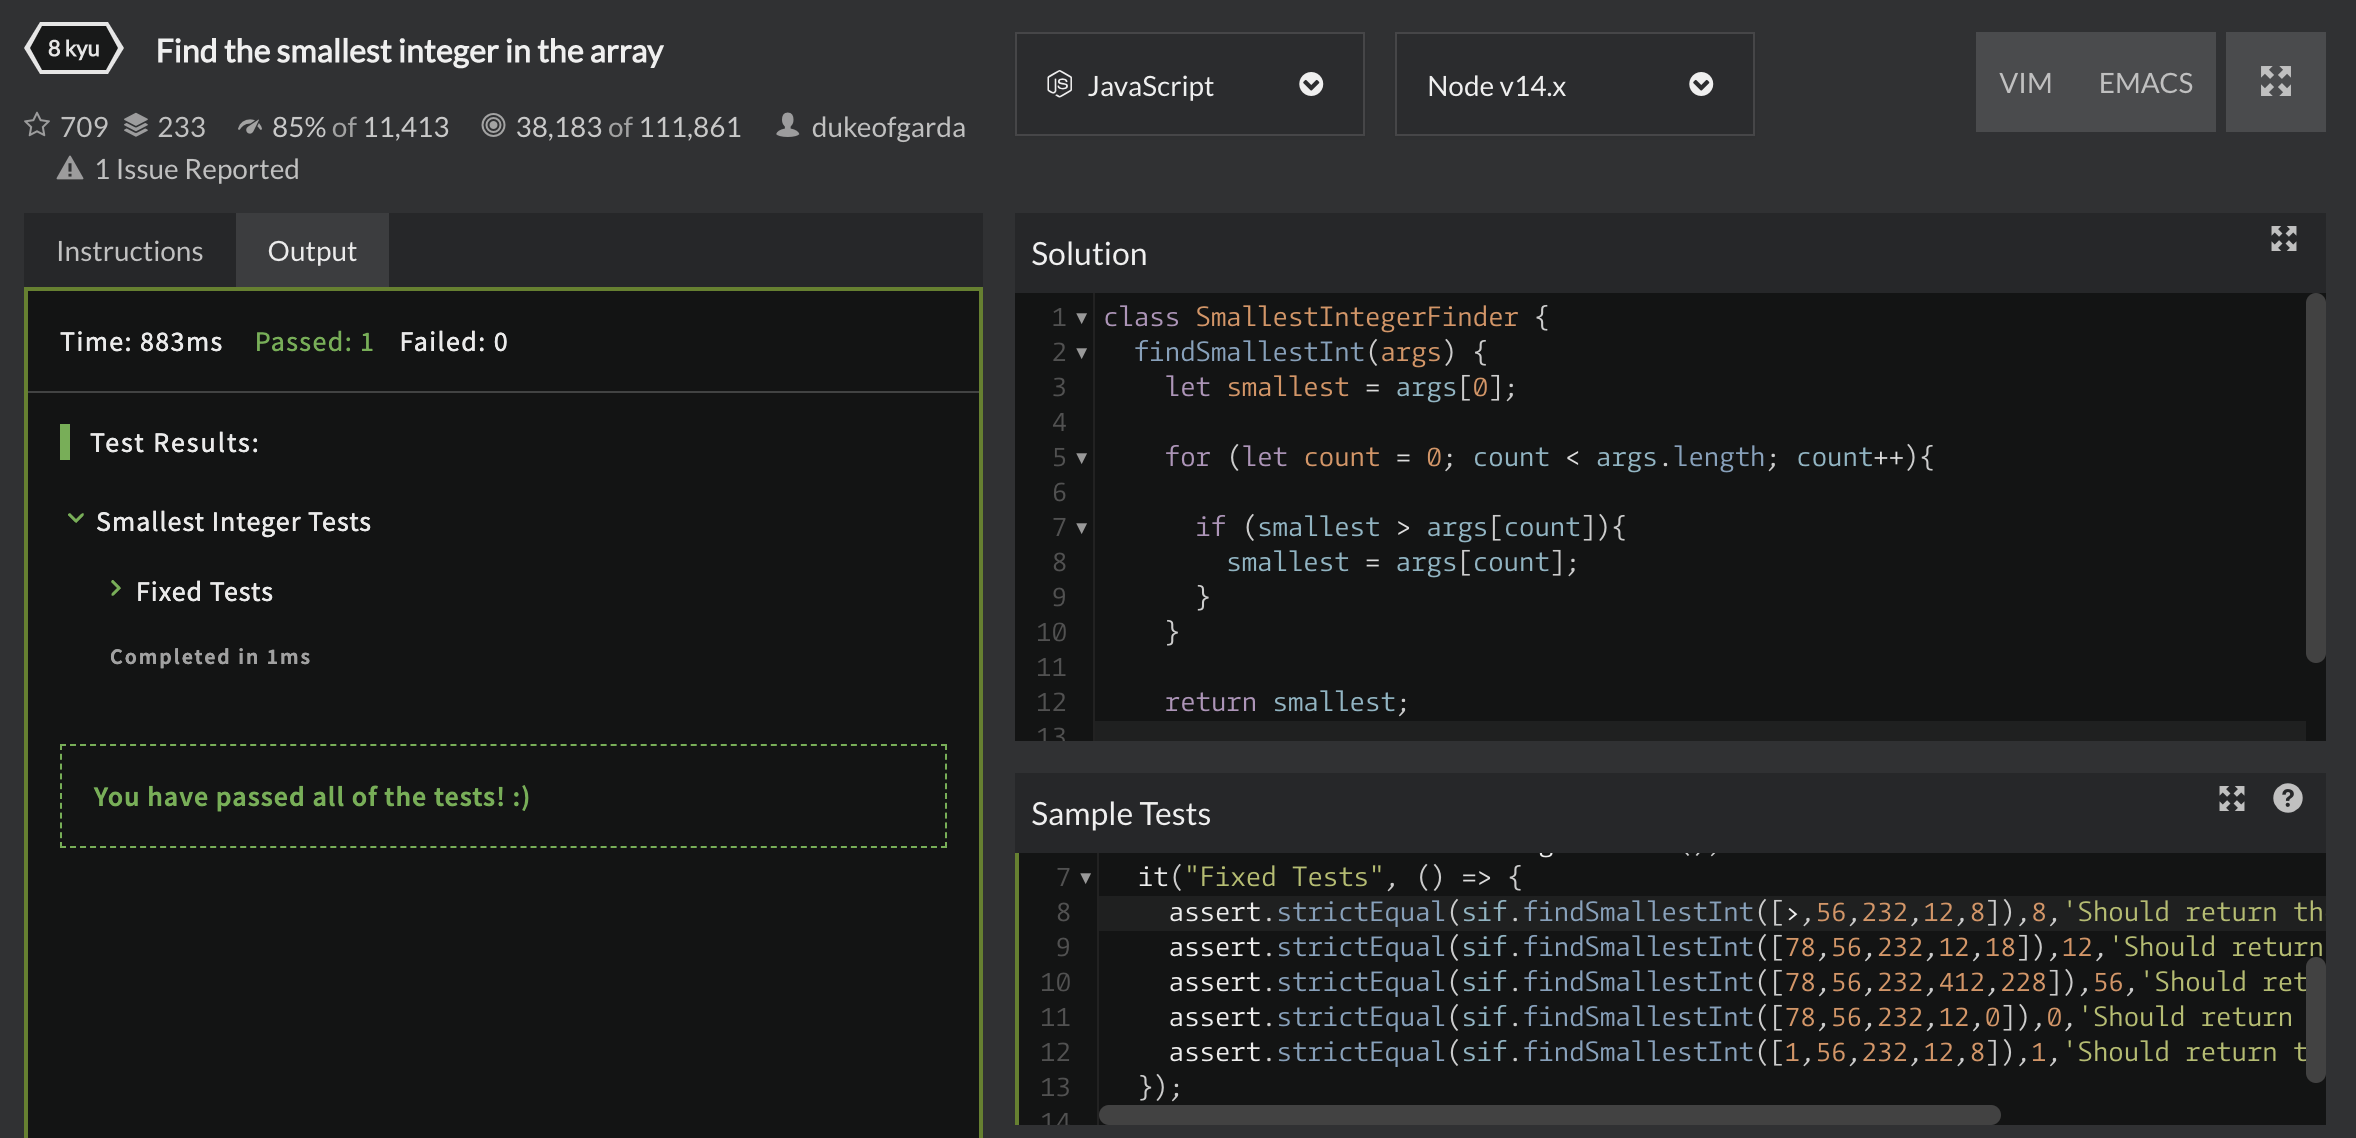 8 kyu
Find the smallest integer in the array
709 233 85% of 11,413 38,183 of 111,861 dukeofgarda
1 Issue Reported
JavaScript
Node v14.x
VIM EMACS
Instructions Output
Time: 883ms Passed: 1 Failed: 0
Test Results:
Smallest Integer Tests
Fixed Tests
Completed in 1ms
You have passed all of the tests! :)
Solution
1 class SmallestIntegerFinder {
2 findSmallestInt(args) {
3 let smallest = args[0];
4
5 for (let count = 0; count < args.length; count++){
6
7 if (smallest > args[count]){
8 smallest = args[count];
9 }
10 }
11
12 return smallest;
13
Sample Tests
7 it("Fixed Tests", () => {
8 assert.strictEqual(sif.findSmallestInt([>,56,232,12,8]),8,'Should return th
9 assert.strictEqual(sif.findSmallestInt([78,56,232,12,18]),12,'Should return
10 assert.strictEqual(sif.findSmallestInt([78,56,232,412,228]),56,'Should ret
11 assert.strictEqual(sif.findSmallestInt([78,56,232,12,0]),0,'Should return
12 assert.strictEqual(sif.findSmallestInt([1,56,232,12,8]),1,'Should return t
13 });
14